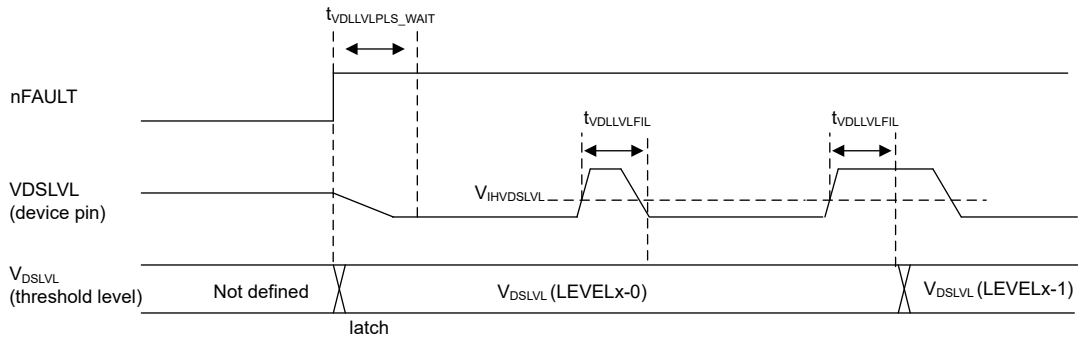 tVDLLVLPLS_WAIT
nFAULT
tVDLLVLFIL
tVDLLVLFIL
VDSLVL
(device pin)
VIHVDSLVL
VDSLVL
(threshold level)
Not defined
VDSLVL (LEVELx-0)
VDSLVL (LEVELx-1)
latch